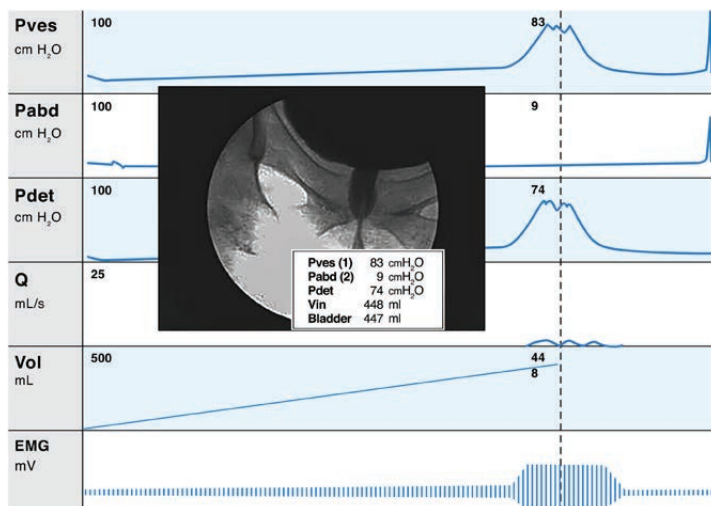 Pves
cm H₂O
100
83
Pabd
cm H₂O
100
9
Pdet
cm H₂O
100
74
Pves (1) 83 cmH₂O
Pabd (2) 9 cmH₂O
Pdet 74 cmH₂O
Vin 448 ml
Bladder 447 ml
Q
mL/s
25
Vol
mL
500
44
8
EMG
mV